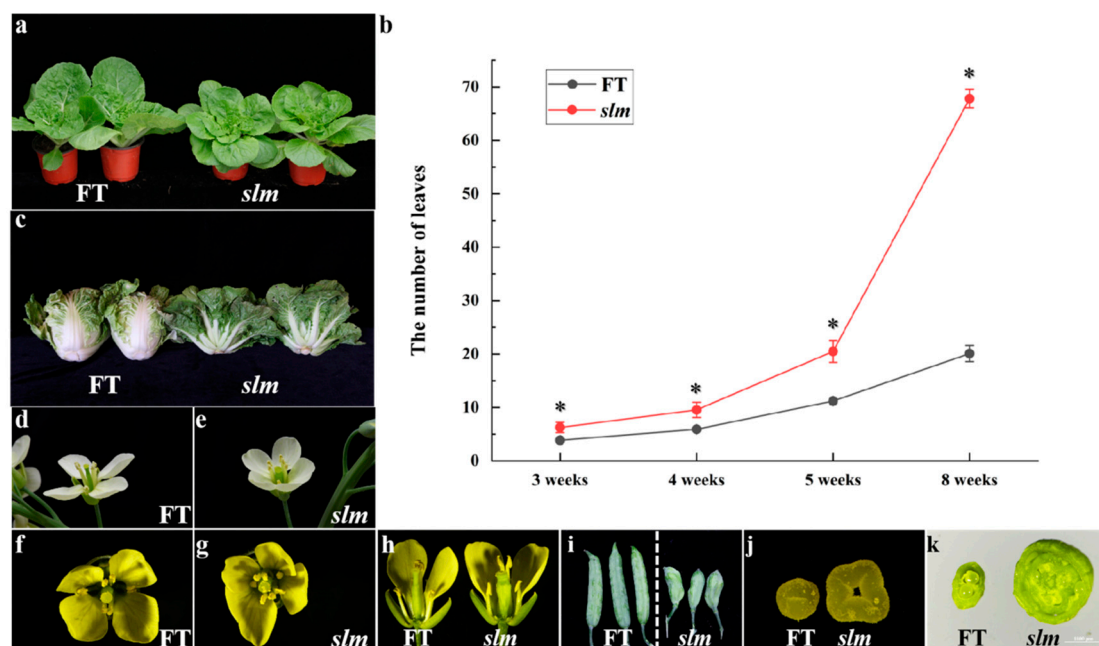 a
FT slm
c
FT slm
b
FT
slm
The number of leaves
70
60
50
40
30
20
10
0
* * * *
3 weeks 4 weeks 5 weeks 8 weeks
d
FT
e
slm
f
FT
g
slm
h
FT slm
i
FT slm
j
FT slm
k
FT slm